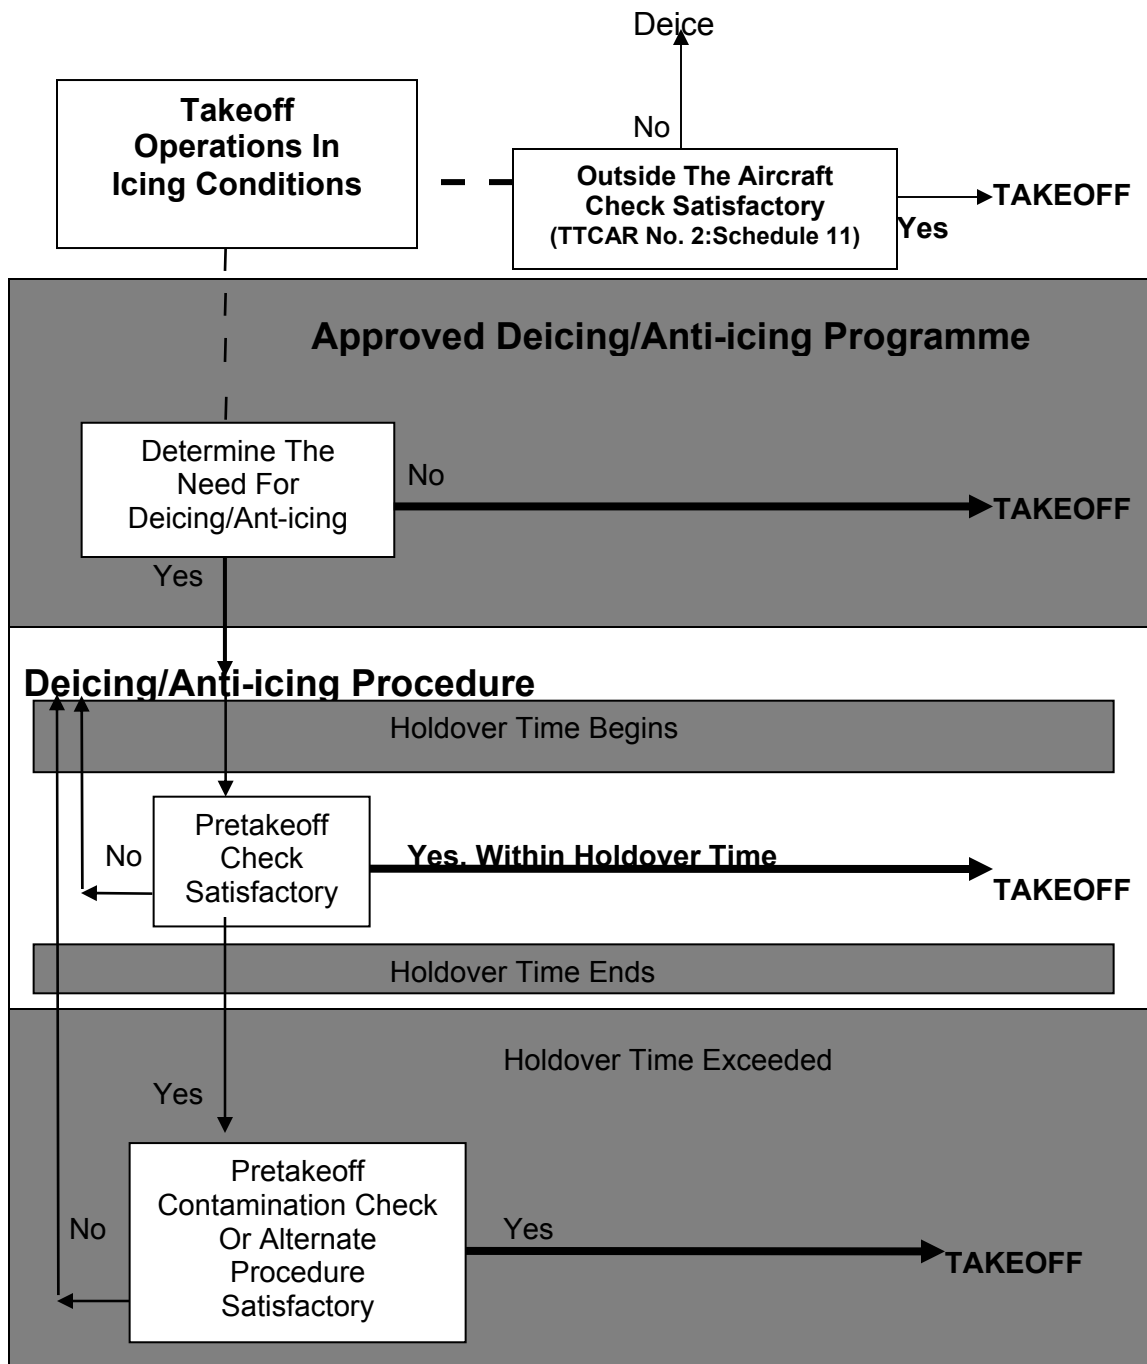 Deice
Takeoff
Operations In
Icing Conditions
No
Outside The Aircraft
Check Satisfactory
(TTCAR No. 2:Schedule 11)
TAKEOFF
Yes
Approved Deicing/Anti-icing Programme
Determine The
Need For
Deicing/Ant-icing
No
TAKEOFF
Yes
Deicing/Anti-icing Procedure
Holdover Time Begins
Pretakeoff
Check
Satisfactory
No
Yes, Within Holdover Time
TAKEOFF
Holdover Time Ends
Holdover Time Exceeded
Yes
Pretakeoff
Contamination Check
Or Alternate
Procedure
Satisfactory
No
Yes
TAKEOFF